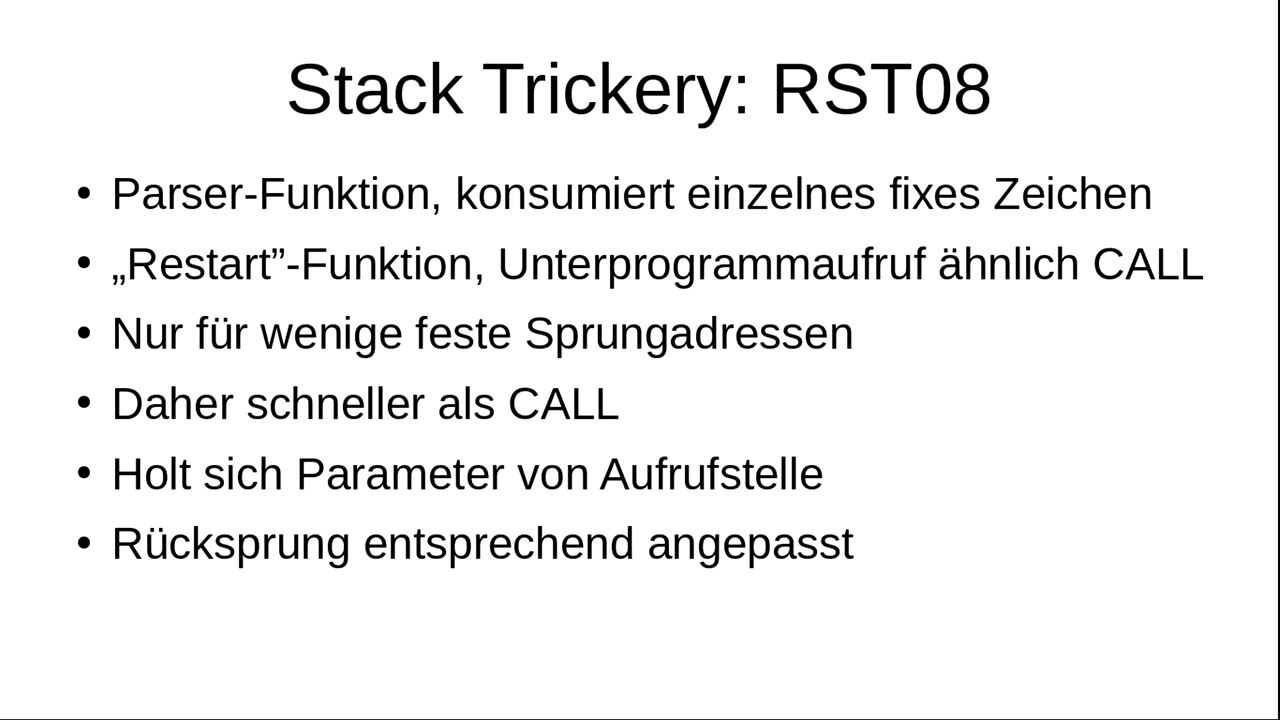 Stack Trickery: RST08
• Parser-Funktion, konsumiert einzelnes fixes Zeichen
• „Restart”-Funktion, Unterprogrammaufruf ähnlich CALL
• Nur für wenige feste Sprungadressen
• Daher schneller als CALL
• Holt sich Parameter von Aufrufstelle
• Rücksprung entsprechend angepasst